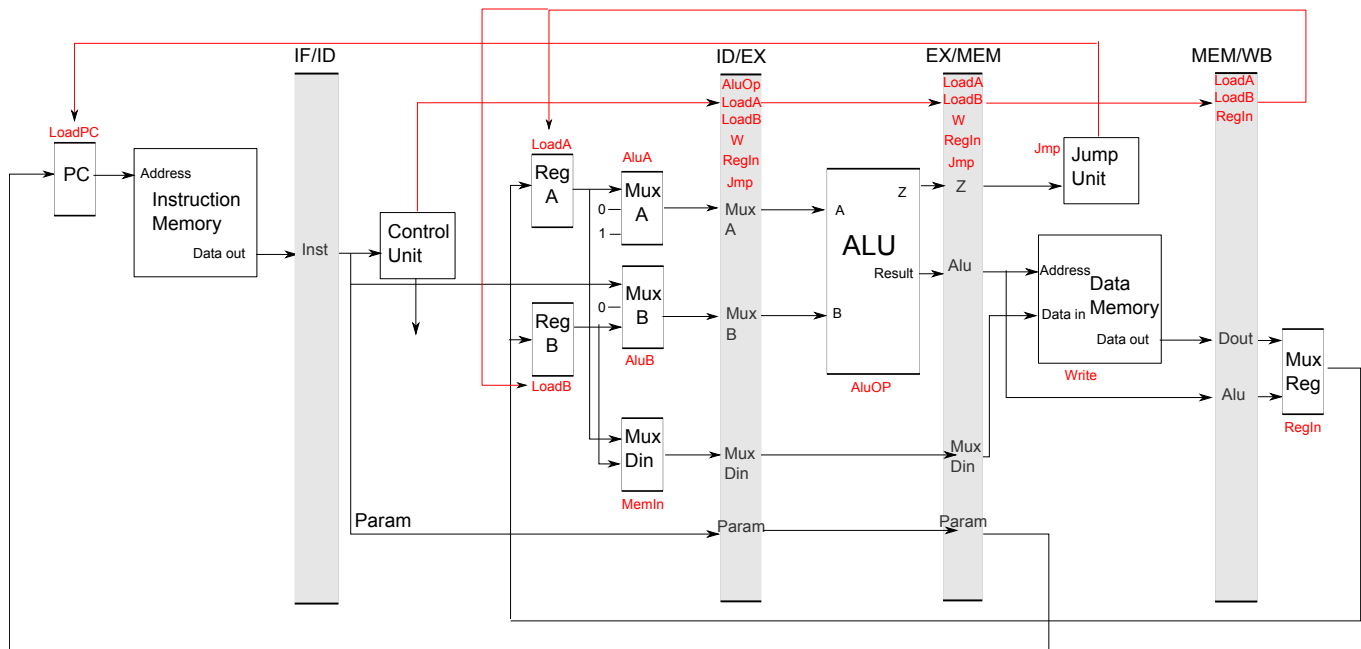 IF/ID
ID/EX
EX/MEM
MEM/WB
LoadPC
PC
Address
Instruction
Memory
Data out
Inst
Control
Unit
Param
LoadA
Reg
A
Reg
B
LoadB
AluA
Mux
A
0
1
Mux
B
0
AluB
Mux
Din
MemIn
AluOp
LoadA
LoadB
W
RegIn
Jmp
Mux
A
Mux
B
Mux
Din
Param
A
B
Z
ALU
Result
AluOP
LoadA
LoadB
W
RegIn
Jmp
Z
Alu
Mux
Din
Param
Jmp
Jump
Unit
Address
Data
Memory
Data in
Data out
Write
LoadA
LoadB
RegIn
Dout
Alu
Mux
Reg
RegIn